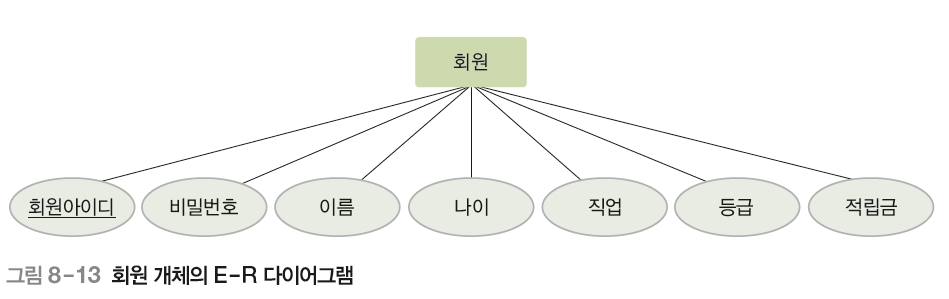 회원
회원아이디 비밀번호 이름 나이 직업 등급 적립금
그림 8-13 회원 개체의 E-R 다이어그램